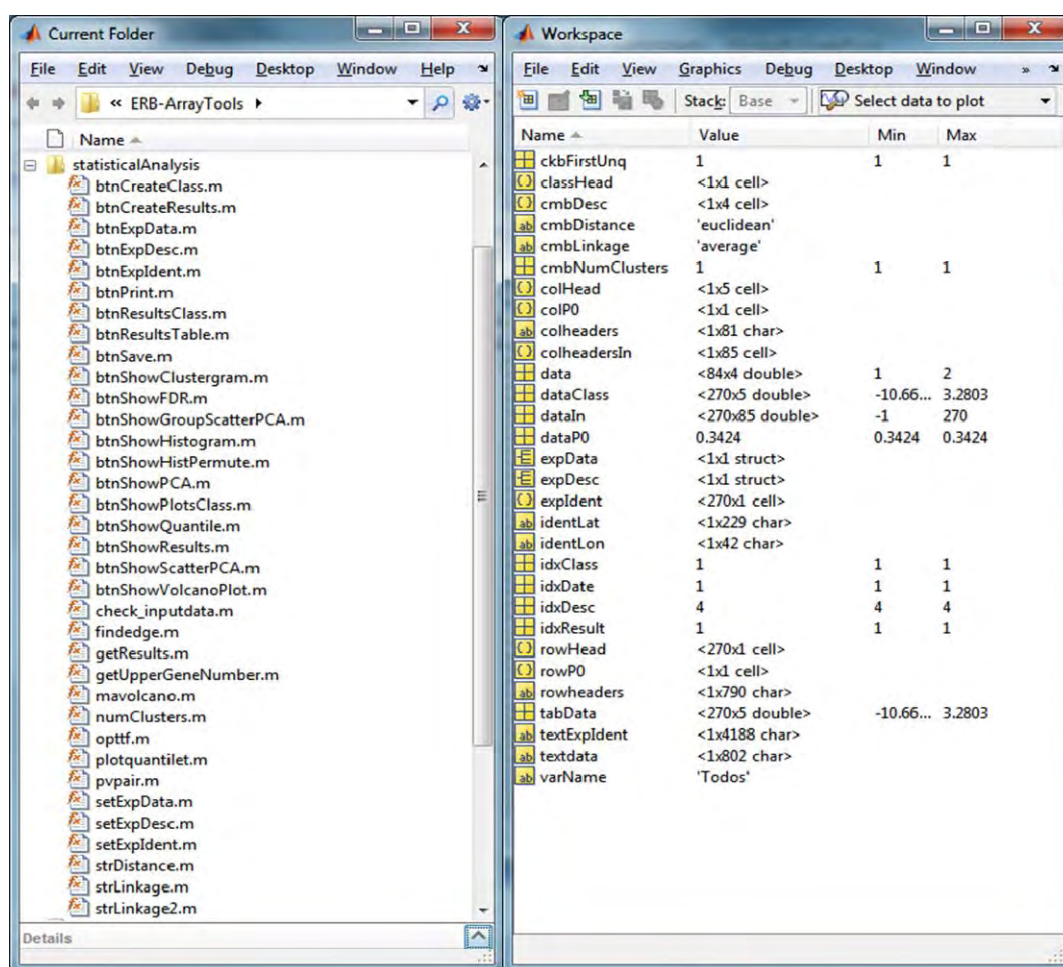 Current Folder
File Edit View Debug Desktop Window Help
« ERB-ArrayTools
Name
statisticalAnalysis
btnCreateClass.m
btnCreateResults.m
btnExpData.m
btnExpDesc.m
btnExpIdent.m
btnPrint.m
btnResultsClass.m
btnResultsTable.m
btnSave.m
btnShowClustergram.m
btnShowFDR.m
btnShowGroupScatterPCA.m
btnShowHistogram.m
btnShowHistPermute.m
btnShowPCA.m
btnShowPlotsClass.m
btnShowQuantile.m
btnShowResults.m
btnShowScatterPCA.m
btnShowVolcanoPlot.m
check_inputdata.m
findedge.m
getResults.m
getUpperGeneNumber.m
mavolcano.m
numClusters.m
opttf.m
plotquantilet.m
pvpair.m
setExpData.m
setExpDesc.m
setExpIdent.m
strDistance.m
strLinkage.m
strLinkage2.m
Details
Workspace
File Edit View Graphics Debug Desktop Window »
Stack: Base Select data to plot
Name Value Min Max
ckbFirstUnq 1 1 1
classHead <1x1 cell>
cmbDesc <1x4 cell>
cmbDistance 'euclidean'
cmbLinkage 'average'
cmbNumClusters 1 1 1
colHead <1x5 cell>
colP0 <1x1 cell>
colheaders <1x81 char>
colheadersIn <1x85 cell>
data <84x4 double> 1 2
dataClass <270x5 double> -10.66... 3.2803
dataIn <270x85 double> -1 270
dataP0 0.3424 0.3424 0.3424
expData <1x1 struct>
expDesc <1x1 struct>
expIdent <270x1 cell>
identLat <1x229 char>
identLon <1x42 char>
idxClass 1 1 1
idxDate 1 1 1
idxDesc 4 4 4
idxResult 1 1 1
rowHead <270x1 cell>
rowP0 <1x1 cell>
rowheaders <1x790 char>
tabData <270x5 double> -10.66... 3.2803
textExpIdent <1x4188 char>
textdata <1x802 char>
varName 'Todos'